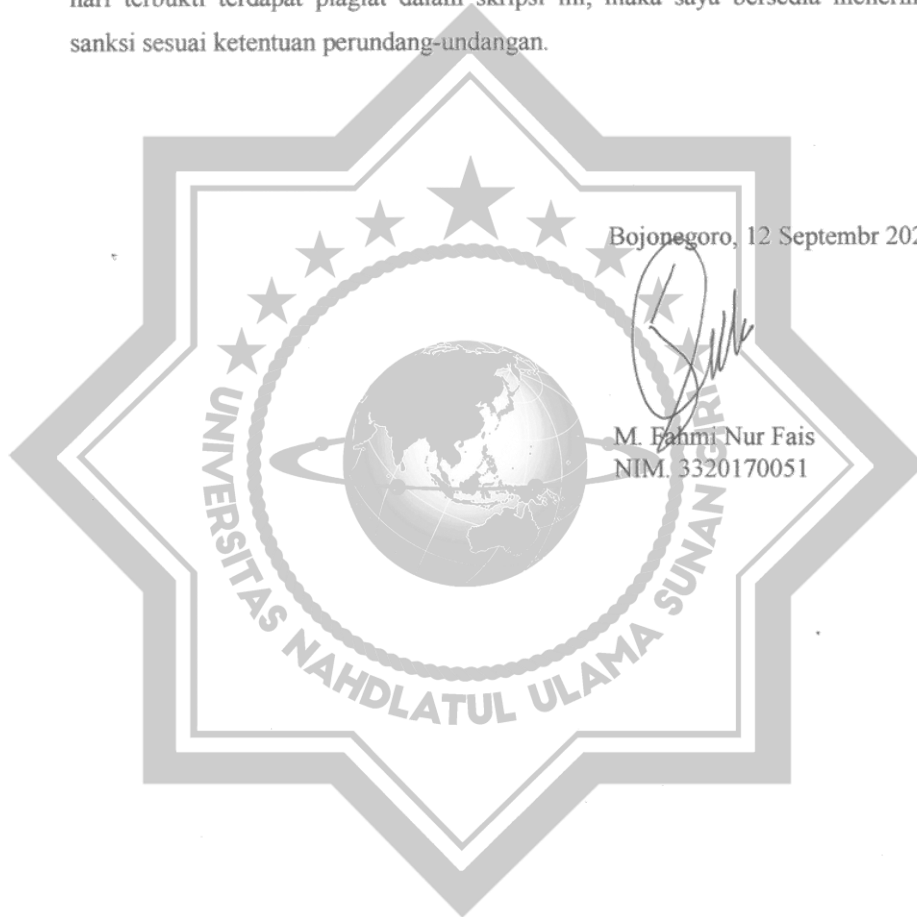 hari terbukti terdapat plagiat dalam skripsi ini, maka saya bersedia
sanksi sesuai ketentuan perundang-undangan.
Bojonegoro, 12 Septembr
M. Fahmi Nur Fais
NIM. 3320170051
UNIVERSITAS NAHDLATUL ULAMA SUNAN GIRI